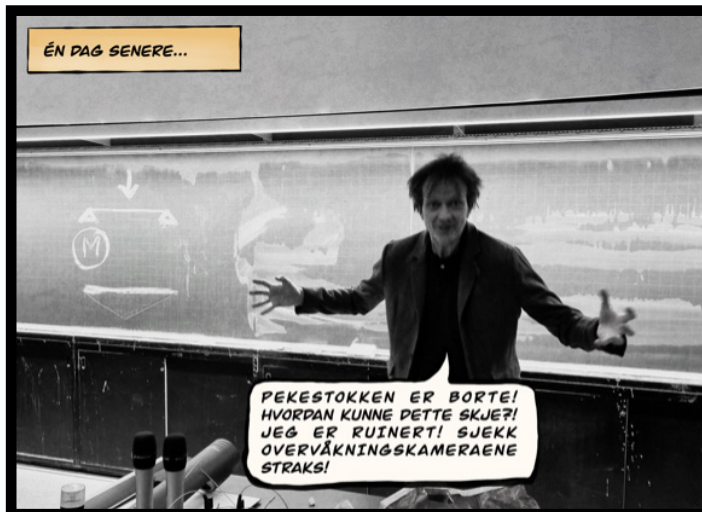 ÉN DAG SENERE...
M
PEKESTOKKEN ER BORTE!
HVORDAN KUNNE DETTE SKJE?!
JEG ER RUINERT! SJEKK
OVERVÅKNINGSKAMERAENE
STRAKS!